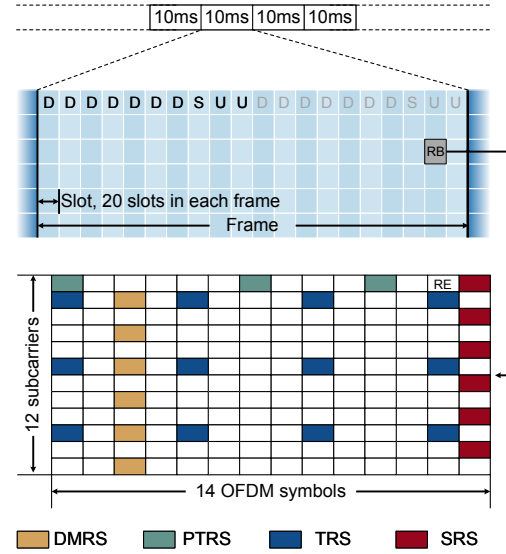 10ms 10ms 10ms 10ms
D D D D D D D S U U D D D D D D D S U U
RB
Slot, 20 slots in each frame
Frame
RE
12 subcarriers
14 OFDM symbols
DMRS PTRS TRS SRS